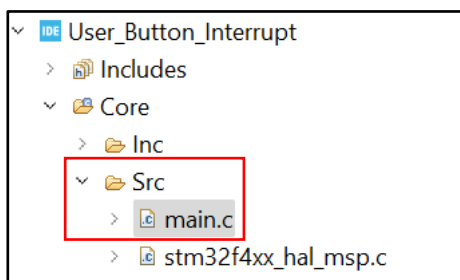 IDE User_Button_Interrupt
h Includes
c Core
Inc
Src
.c main.c
.c stm32f4xx_hal_msp.c